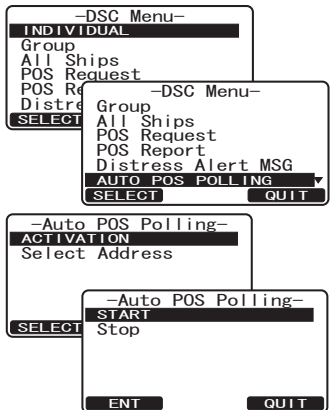 –DSC Menu–
INDIVIDUAL
Group
All Ships
POS Request
POS Re
Distre
SELECT
–DSC Menu–
Group
All Ships
POS Request
POS Report
Distress Alert MSG
AUTO POS POLLING
SELECT QUIT
–Auto POS Polling–
ACTIVATION
Select Address
SELECT
–Auto POS Polling–
START
Stop
ENT QUIT